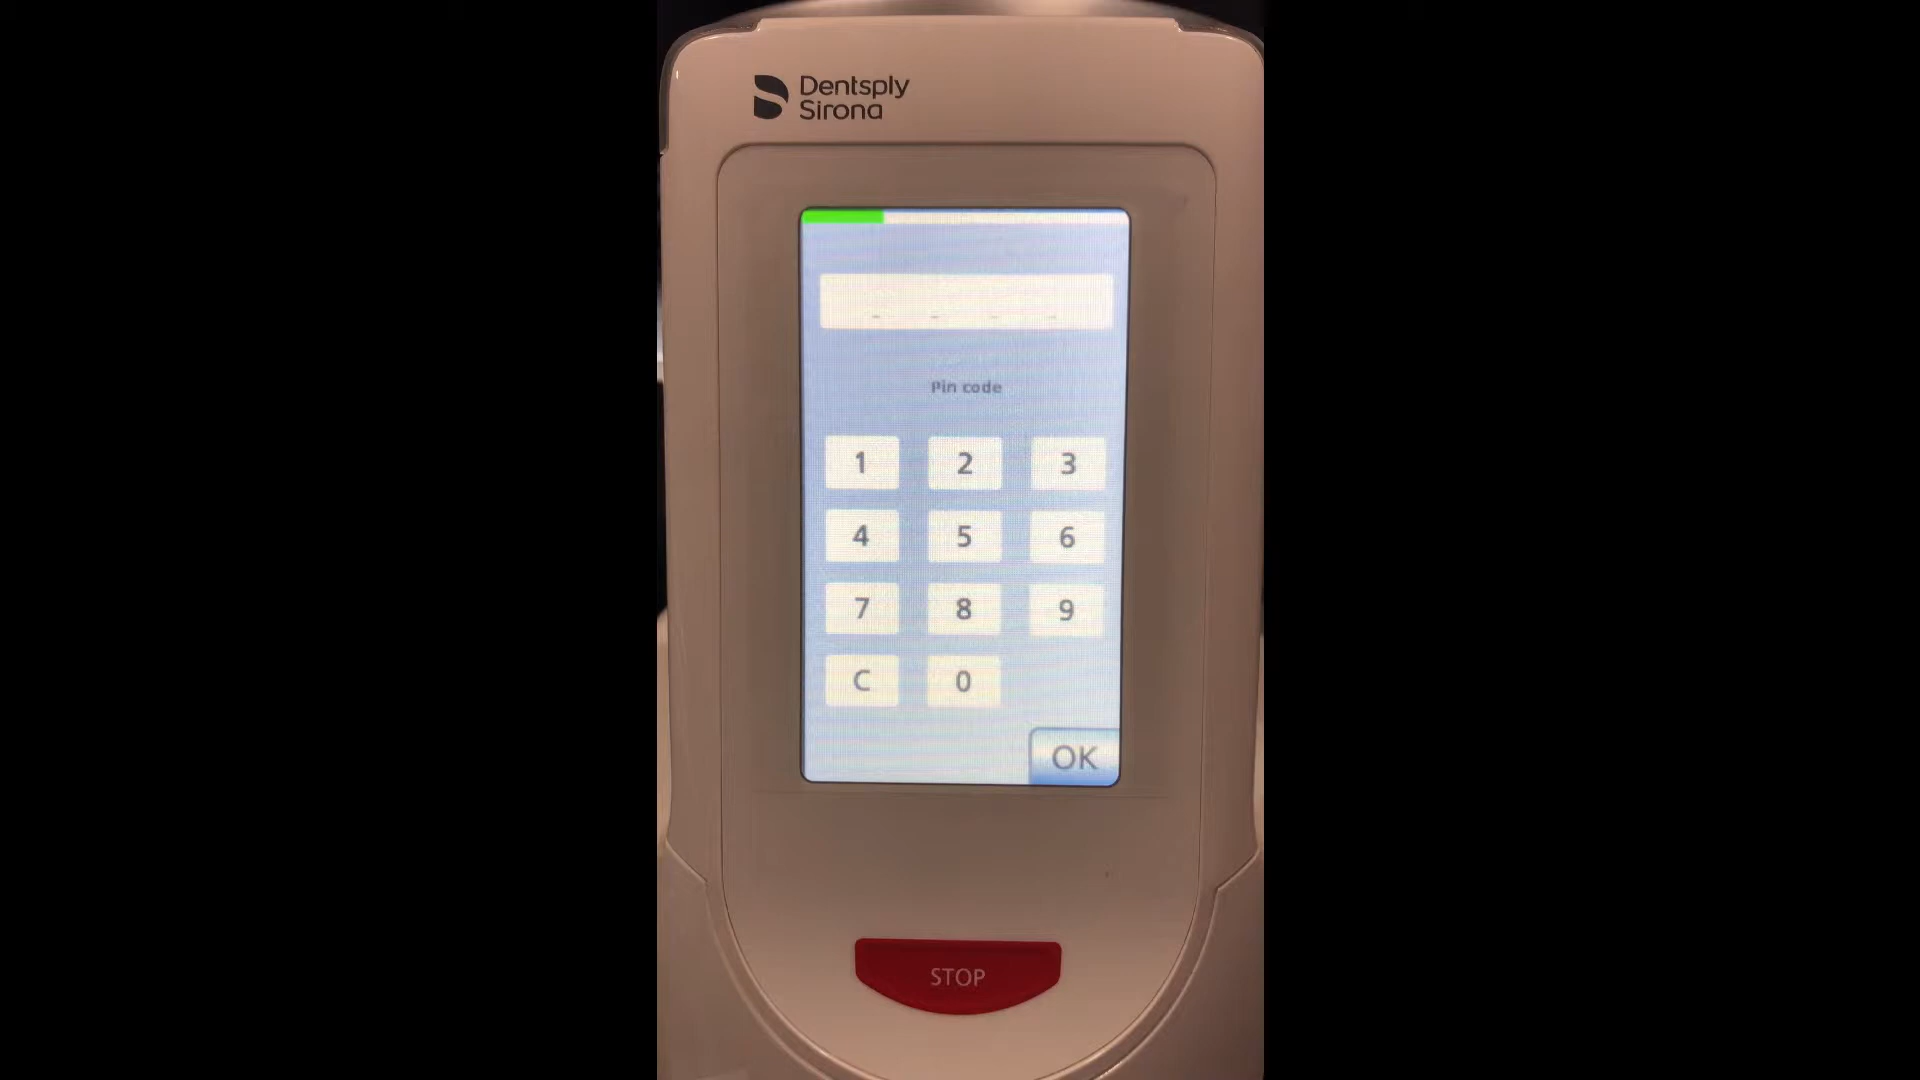 Dentsply
Sirona
_ _ _ _
Pin code
1 2 3
4 5 6
7 8 9
C 0
OK
STOP